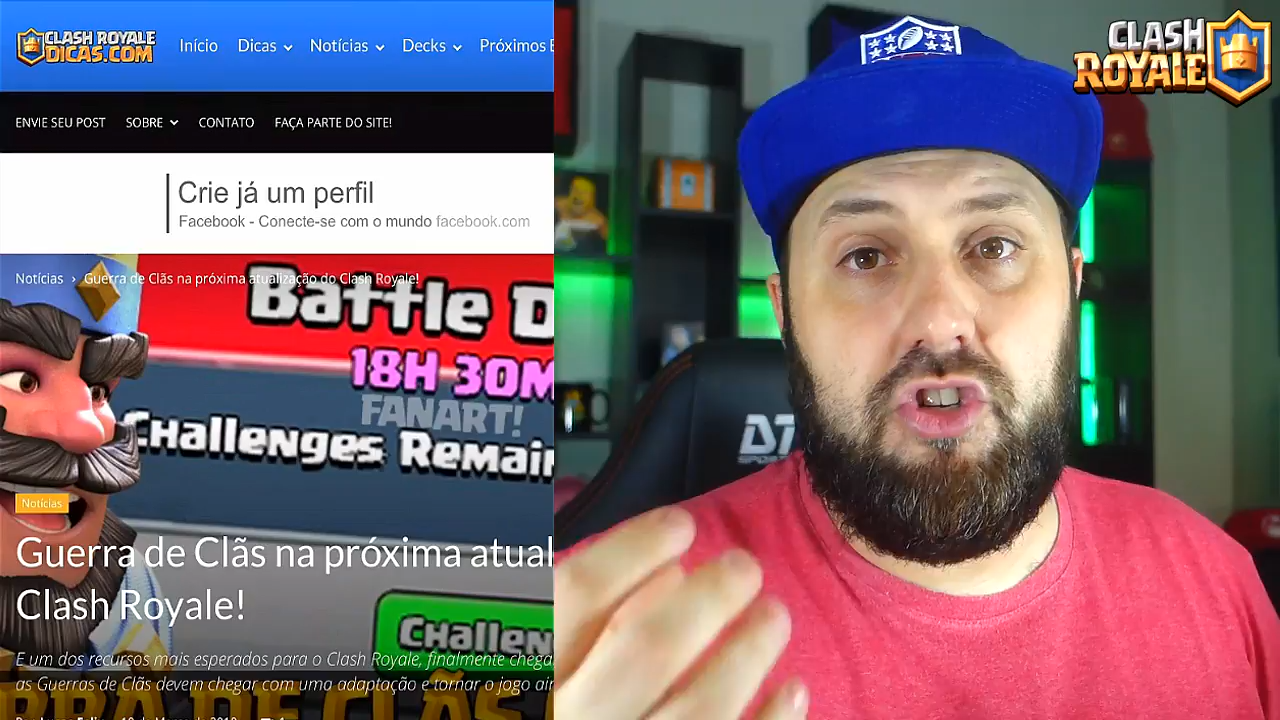 CLASH ROYALE
DICAS.COM
Início
Dicas
Notícias
Decks
Próximos E
ENVIE SEU POST
SOBRE
CONTATO
FAÇA PARTE DO SITE!
Crie já um perfil
Facebook - Conecte-se com o mundo facebook.com
Notícias › Guerra de Clãs na próxima atualização do Clash Royale!
Battle D
18H 30M
FANART!
Challenges Remain
Notícias
Guerra de Clãs na próxima atual
Clash Royale!
Challen
E um dos recursos mais esperados para o Clash Royale, finalmente chega
as Guerras de Clãs devem chegar com uma adaptação e tornar o jogo ain
CLASH
ROYALE
DT